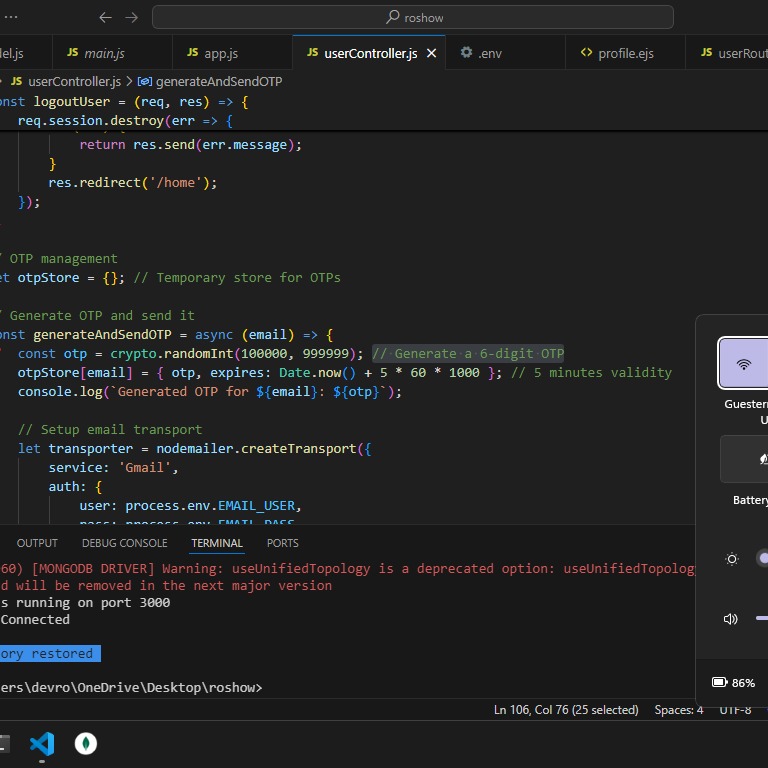 roshow
el.js
JS main.js
JS app.js
JS userController.js
.env
<> profile.ejs
JS userRout
JS userController.js > generateAndSendOTP
nst logoutUser = (req, res) => {
req.session.destroy(err => {
return res.send(err.message);
}
res.redirect('/home');
});
/ OTP management
et otpStore = {}; // Temporary store for OTPs
/ Generate OTP and send it
onst generateAndSendOTP = async (email) => {
const otp = crypto.randomInt(100000, 999999); // Generate a 6-digit OTP
otpStore[email] = { otp, expires: Date.now() + 5 * 60 * 1000 }; // 5 minutes validity
console.log(`Generated OTP for ${email}: ${otp}`);
// Setup email transport
let transporter = nodemailer.createTransport({
service: 'Gmail',
auth: {
user: process.env.EMAIL_USER,
pass: process.env.EMAIL_PASS
OUTPUT
DEBUG CONSOLE
TERMINAL
PORTS
60) [MONGODB DRIVER] Warning: useUnifiedTopology is a deprecated option: useUnifiedTopology
d will be removed in the next major version
s running on port 3000
Connected
ory restored
ers\devro\OneDrive\Desktop\roshow>
Ln 106, Col 76 (25 selected)
Spaces: 4
UTF-8
Guester
U
Battery
86%